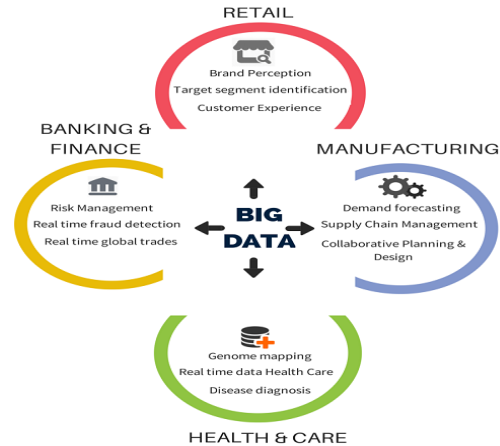 RETAIL
Brand Perception
Target segment identification
Customer Experience
BANKING &
FINANCE
Risk Management
Real time fraud detection
Real time global trades
BIG
DATA
MANUFACTURING
Demand forecasting
Supply Chain Management
Collaborative Planning &
Design
Genome mapping
Real time data Health Care
Disease diagnosis
HEALTH & CARE